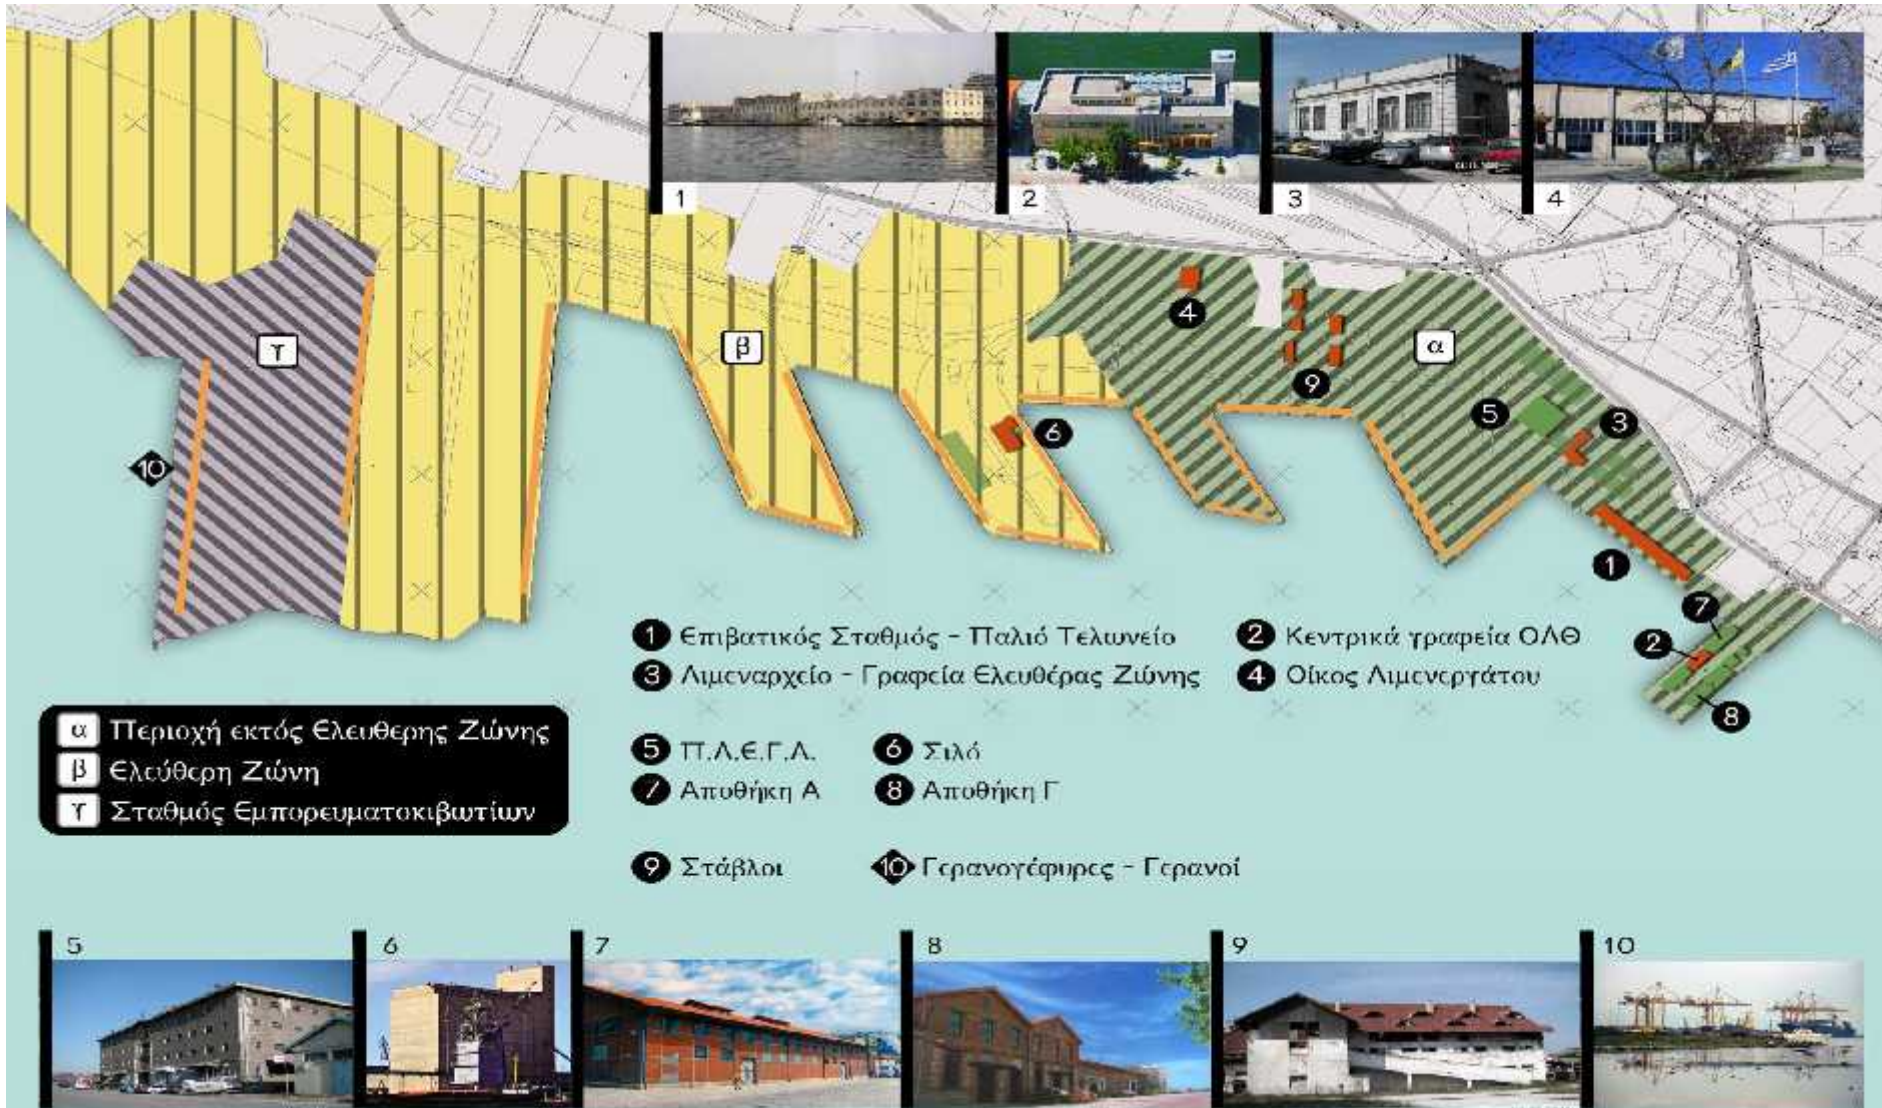 1 2 3 4
γ
β
α
4
9
5
3
6
10
1
7
2
8
1 Επιβατικός Σταθμός - Παλιό Τελωνείο
2 Κεντρικά γραφεία ΟΛΘ
3 Λιμεναρχείο - Γραφεία Ελευθέρας Ζώνης
4 Οίκος Λιμενεργάτου
α Περιοχή εκτός Ελευθερης Ζώνης
β Ελεύθερη Ζώνη
γ Σταθμός Εμπορευματοκιβωτίων
5 Π.Λ.Ε.Γ.Α.
6 Σιλό
7 Αποθήκη Α
8 Αποθήκη Γ
9 Στάβλοι
10 Γερανογέφυρες - Γερανοί
5 6 7 8 9 10